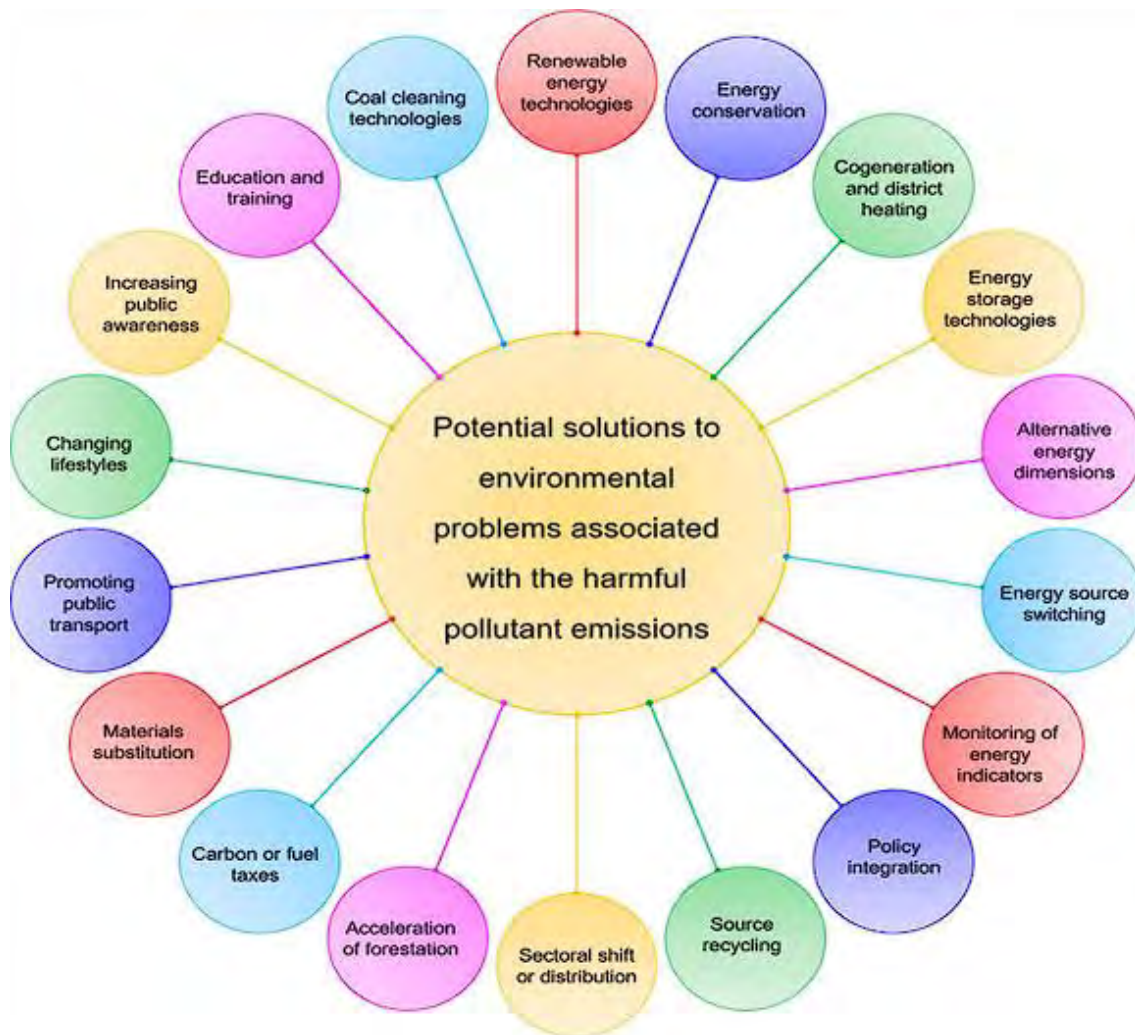 Renewable
energy
technologies
Energy
conservation
Cogeneration
and district
heating
Energy
storage
technologies
Alternative
energy
dimensions
Energy source
switching
Monitoring of
energy
indicators
Policy
integration
Source
recycling
Sectoral shift
or distribution
Acceleration
of forestation
Carbon or fuel
taxes
Materials
substitution
Promoting
public
transport
Changing
lifestyles
Increasing
public
awareness
Education and
training
Coal cleaning
technologies
Potential solutions to
environmental
problems associated
with the harmful
pollutant emissions